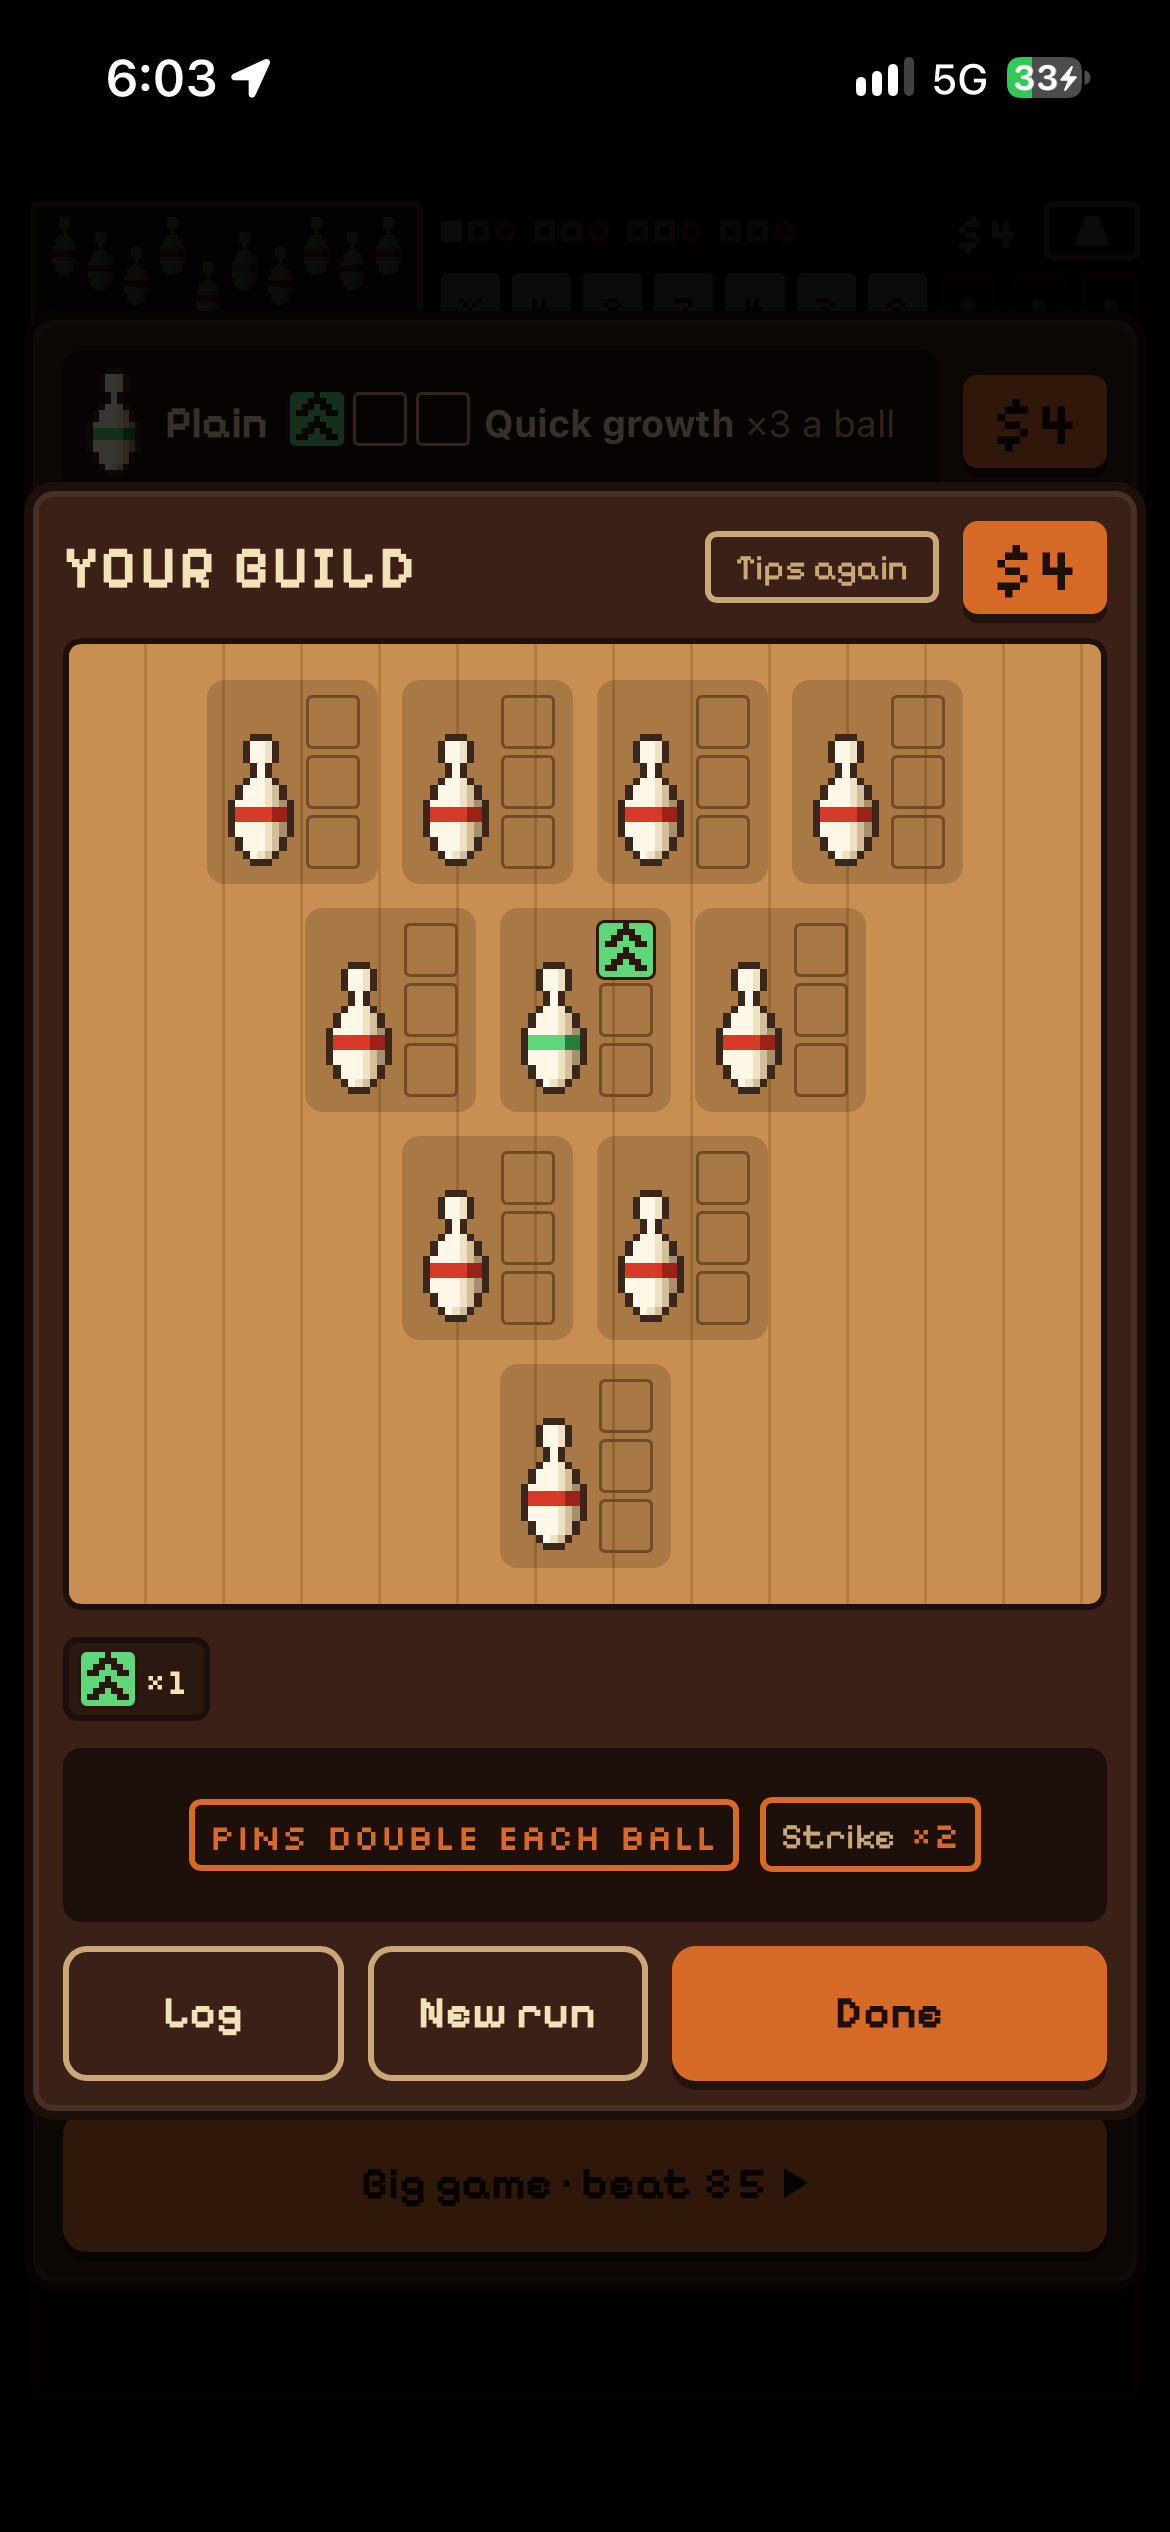 6:03
5G
33
$4
Plain
Quick growth ×3 a ball
$4
YOUR BUILD
Tips again
$4
×1
PINS DOUBLE EACH BALL
Strike ×2
Log
New run
Done
Big game · beat 85 ▶